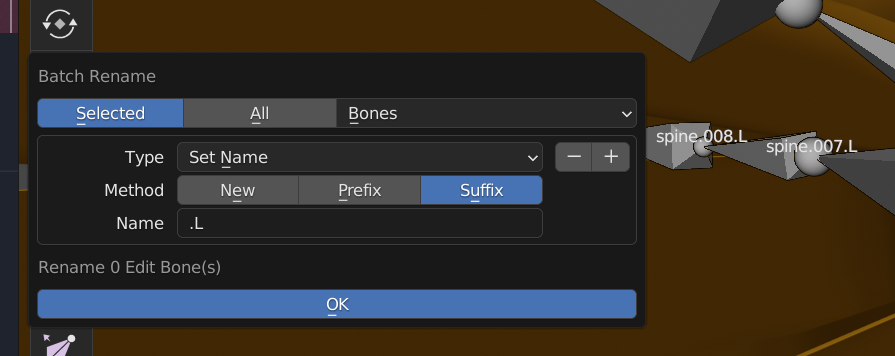 Batch Rename
Selected All Bones
Type Set Name − +
Method New Prefix Suffix
Name .L
Rename 0 Edit Bone(s)
OK
spine.008.L
spine.007.L